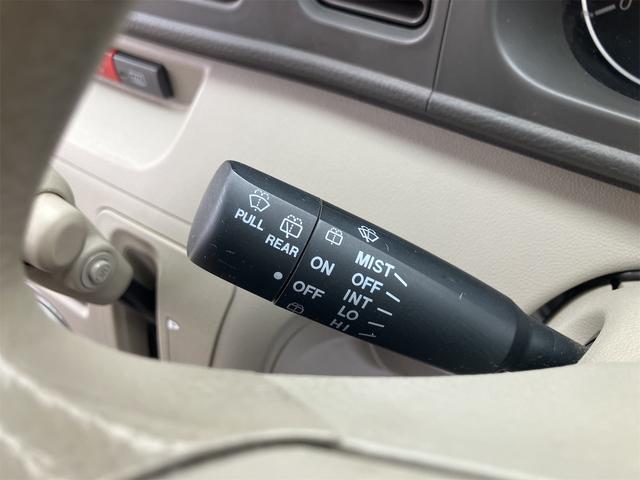 PULL
REAR
ON
OFF
MIST
OFF
INT
LO
HI